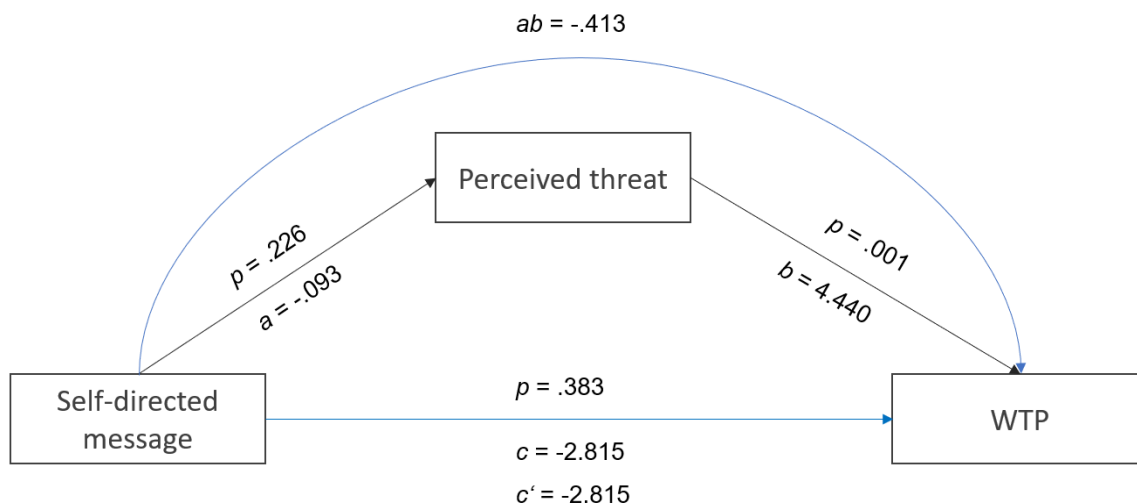 ab = -.413
Perceived threat
p = .226
a = -.093
p = .001
b = 4.440
Self-directed
message
p = .383
c = -2.815
c‘ = -2.815
WTP